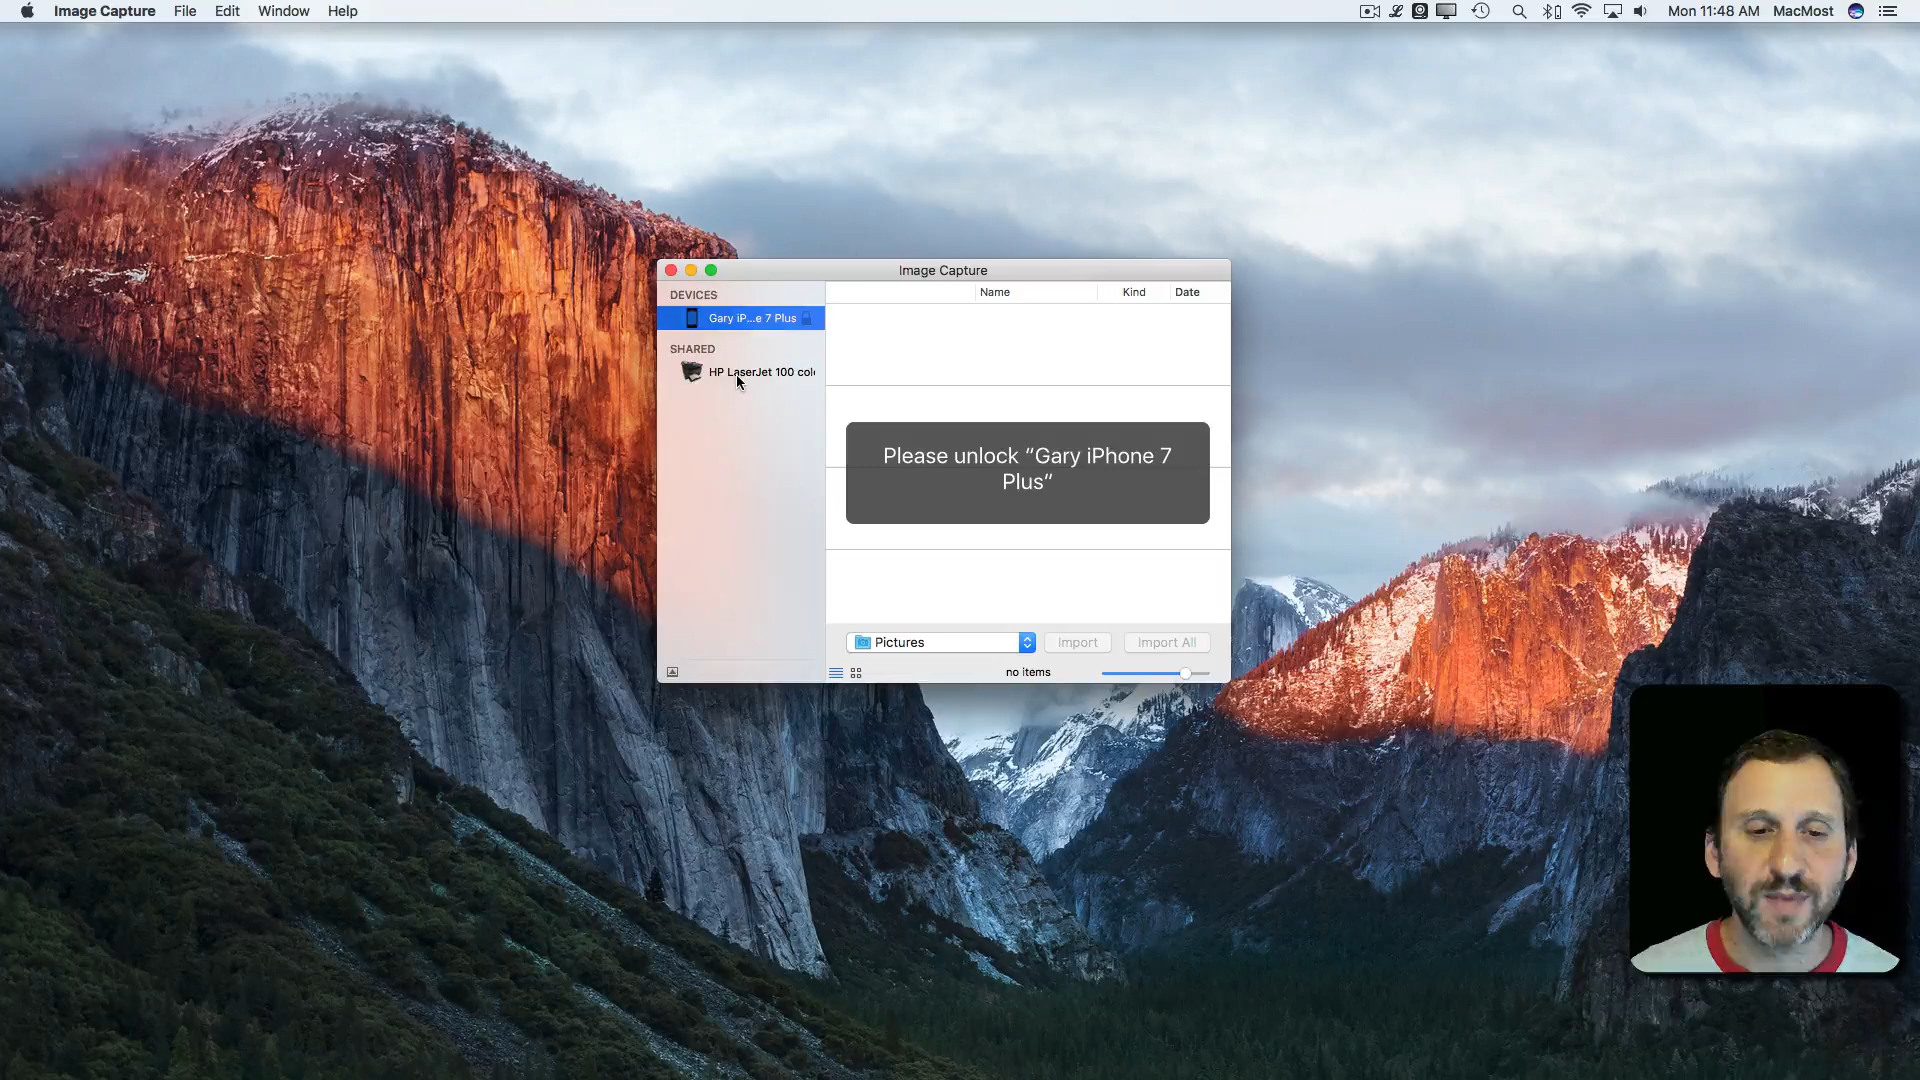 Image Capture File Edit Window Help
Mon 11:48 AM MacMost
Image Capture
DEVICES
Gary iP...e 7 Plus
SHARED
HP LaserJet 100 col
Name Kind Date
Please unlock “Gary iPhone 7
Plus”
Pictures Import Import All
no items